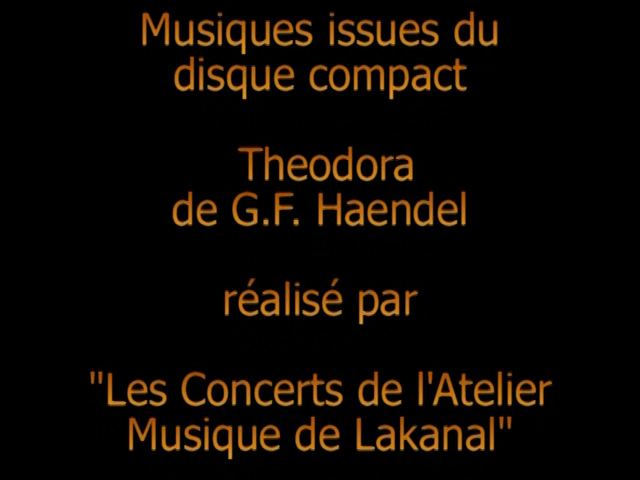 Musiques issues du
disque compact
Theodora
de G.F. Haendel
réalisé par
"Les Concerts de l'Atelier
Musique de Lakanal"